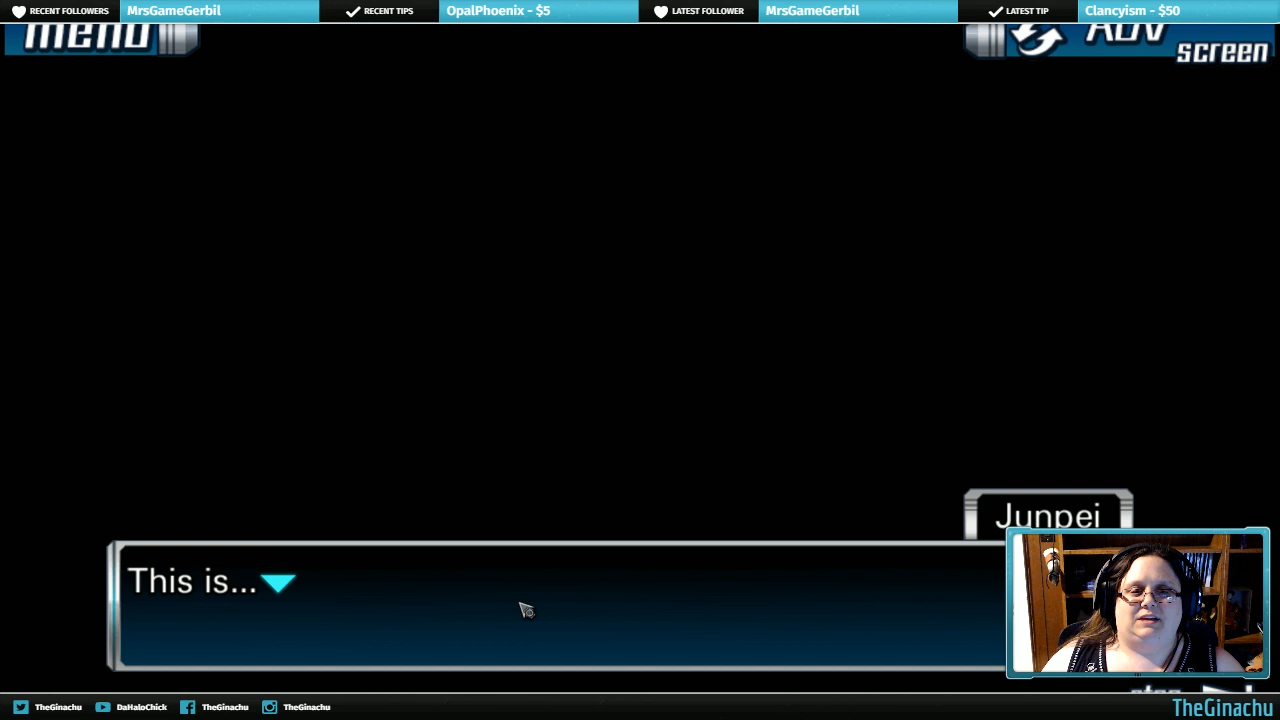 RECENT FOLLOWERS MrsGameGerbil RECENT TIPS OpalPhoenix - $5 LATEST FOLLOWER MrsGameGerbil LATEST TIP Clancyism - $50
menu ADV
screen
Junpei
This is...
TheGinachu DaHaloChick TheGinachu TheGinachu TheGinachu